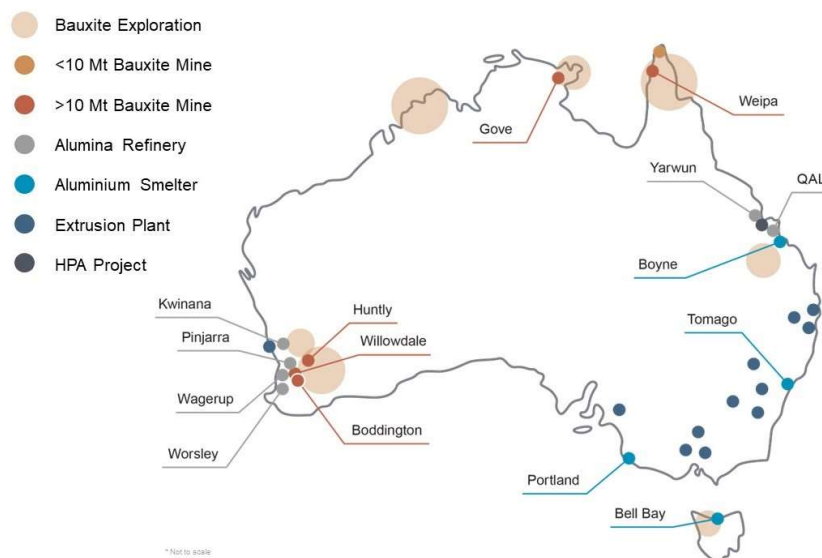 Bauxite Exploration
<10 Mt Bauxite Mine
>10 Mt Bauxite Mine
Alumina Refinery
Aluminium Smelter
Extrusion Plant
HPA Project
Gove
Weipa
Yarwun
QAL
Boyne
Kwinana
Huntly
Pinjarra
Willowdale
Tomago
Wagerup
Boddington
Worsley
Portland
Bell Bay
* Not to scale